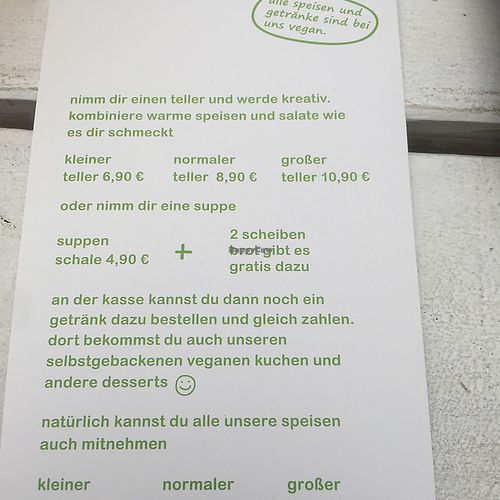 alle speisen und
getränke sind bei
uns vegan.
nimm dir einen teller und werde kreativ.
kombiniere warme speisen und salate wie
es dir schmeckt
kleiner normaler großer
teller 6,90 € teller 8,90 € teller 10,90 €
oder nimm dir eine suppe
suppen
schale 4,90 €
+
2 scheiben
brot gibt es
gratis dazu
an der kasse kannst du dann noch ein
getränk dazu bestellen und gleich zahlen.
dort bekommst du auch unseren
selbstgebackenen veganen kuchen und
andere desserts
natürlich kannst du alle unsere speisen
auch mitnehmen
kleiner normaler großer